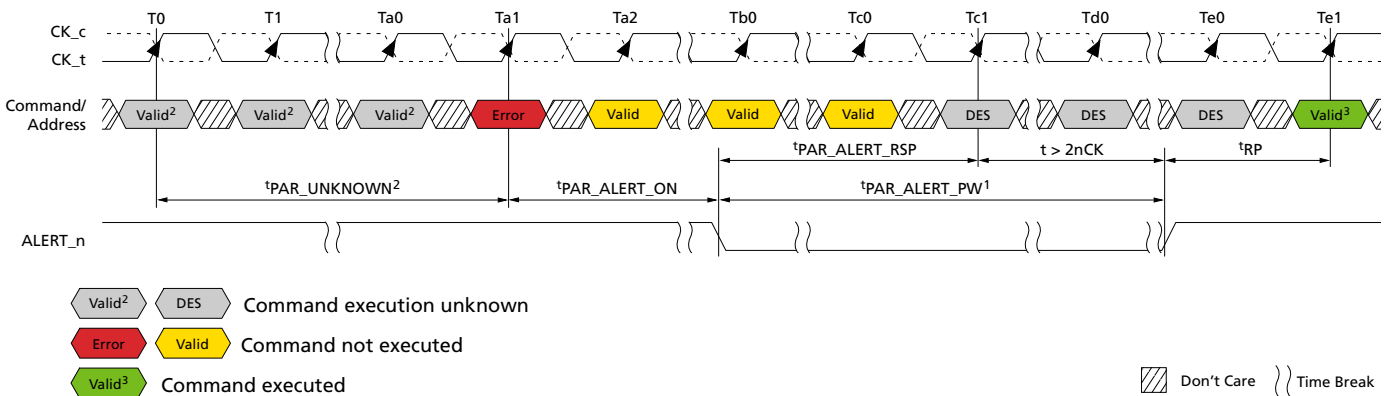 T0 T1 Ta0 Ta1 Ta2 Tb0 Tc0 Tc1 Td0 Te0 Te1
CK_c
CK_t
Command/
Address
Valid² Valid² Valid² Error Valid Valid Valid DES DES DES Valid³
tPAR_ALERT_RSP t > 2nCK tRP
tPAR_UNKNOWN² tPAR_ALERT_ON tPAR_ALERT_PW¹
ALERT_n
Valid² DES Command execution unknown
Error Valid Command not executed
Valid³ Command executed
Don't Care Time Break